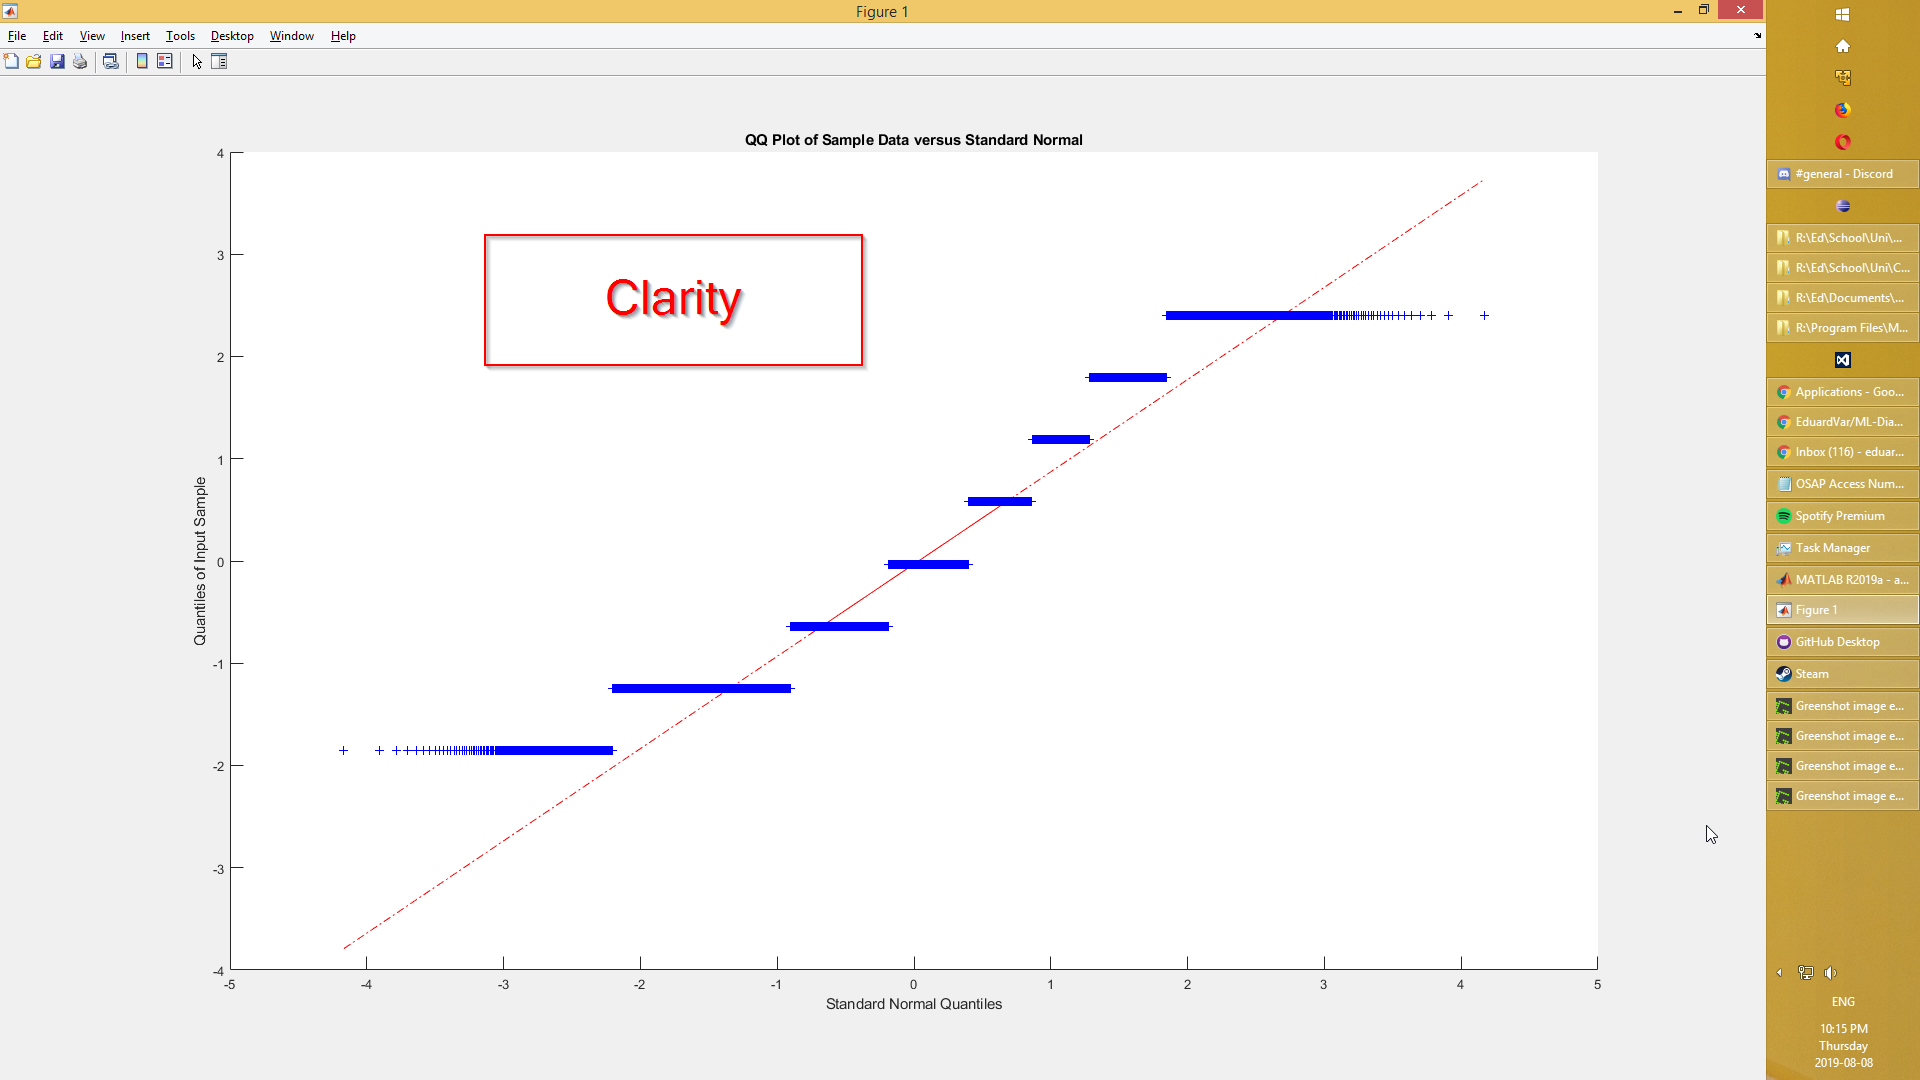 Figure 1
File Edit View Insert Tools Desktop Window Help
QQ Plot of Sample Data versus Standard Normal
Clarity
Quantiles of Input Sample
4
3
2
1
0
-1
-2
-3
-4
-5 -4 -3 -2 -1 0 1 2 3 4 5
Standard Normal Quantiles
#general - Discord
R:\Ed\School\Uni\...
R:\Ed\School\Uni\C...
R:\Ed\Documents\...
R:\Program Files\M...
Applications - Goo...
EduardVar/ML-Dia...
Inbox (116) - eduar...
OSAP Access Num...
Spotify Premium
Task Manager
MATLAB R2019a - a...
Figure 1
GitHub Desktop
Steam
Greenshot image e...
Greenshot image e...
Greenshot image e...
Greenshot image e...
ENG
10:15 PM
Thursday
2019-08-08